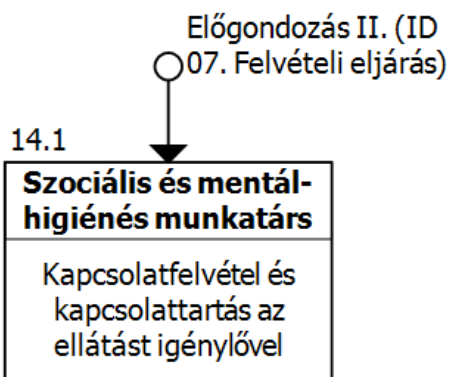 Előgondozás II. (ID
07. Felvételi eljárás)
14.1
Szociális és mentál-
higiénés munkatárs
Kapcsolatfelvétel és
kapcsolattartás az
ellátást igénylővel